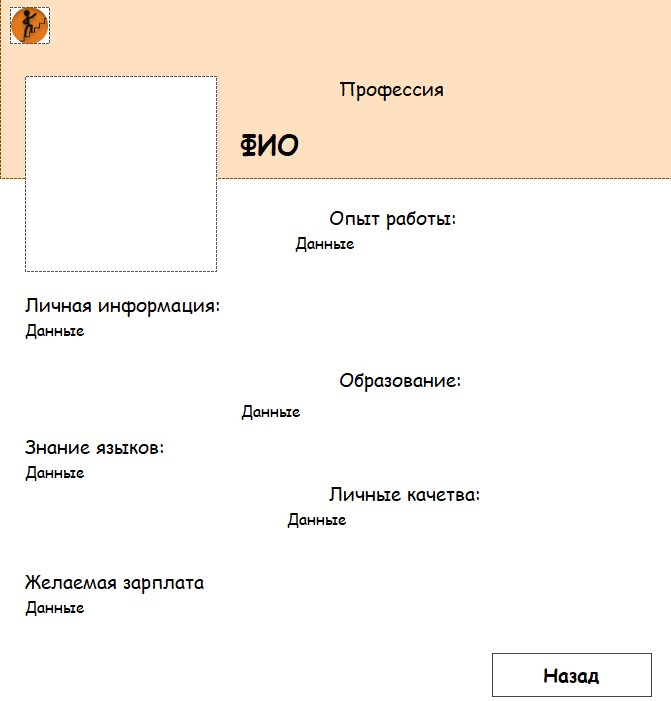 Профессия
ФИО
Опыт работы:
Данные
Личная информация:
Данные
Образование:
Данные
Знание языков:
Данные
Личные качетва:
Данные
Желаемая зарплата
Данные
Назад